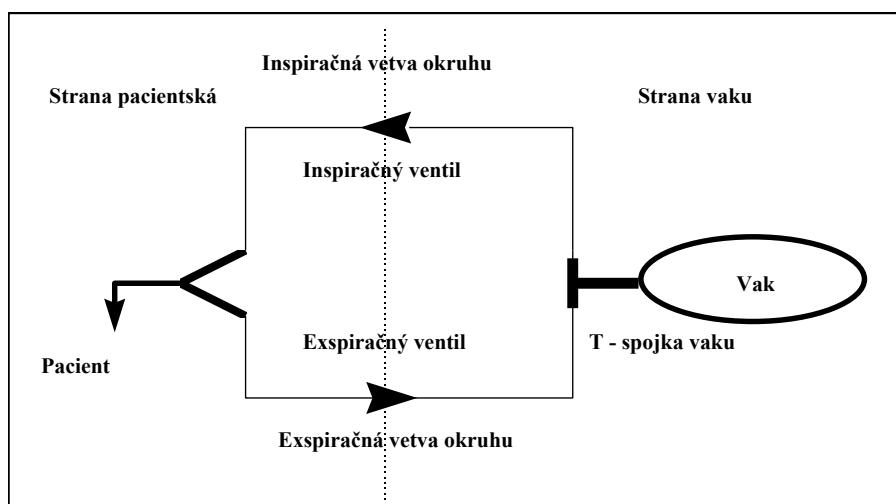 Inspiračná vetva okruhu
Strana pacientská
Strana vaku
Inspiračný ventil
Vak
Exspiračný ventil
T - spojka vaku
Pacient
Exspiračná vetva okruhu